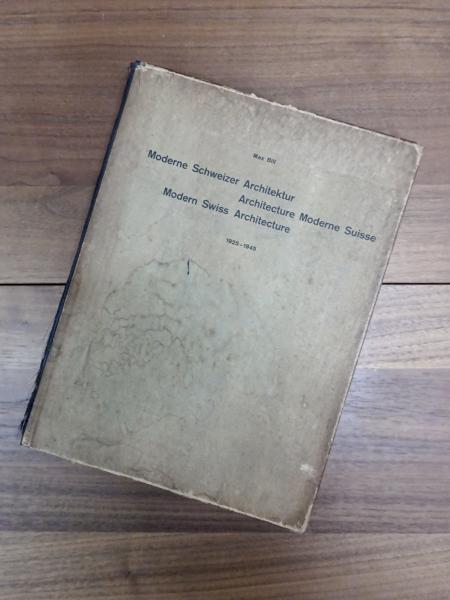 Max Bill
Moderne Schweizer Architektur
Architecture Moderne Suisse
Modern Swiss Architecture
1925-1945